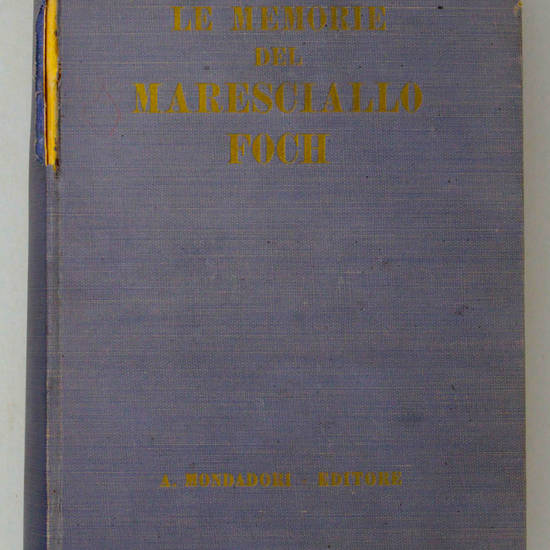 LE MEMORIE
DEL
MARESCIALLO
FOCH
A. MONDADORI - EDITORE